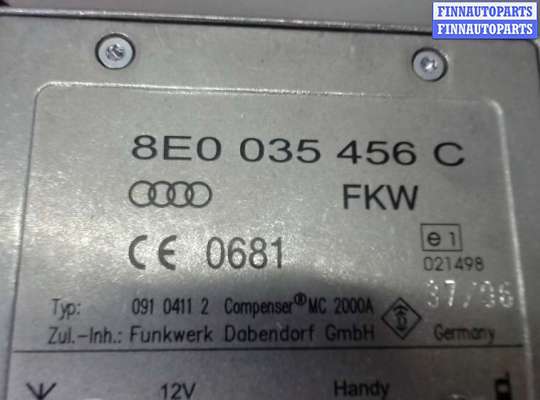 FINNAUTOPARTS
FINNAUTOPARTS
8E0 035 456 C
FKW
CE 0681
e1
021498
37/36
Typ: 091 0411 2 Compenser® MC 2000A
Zul.-Inh.: Funkwerk Dabendorf GmbH Germany
12V Handy